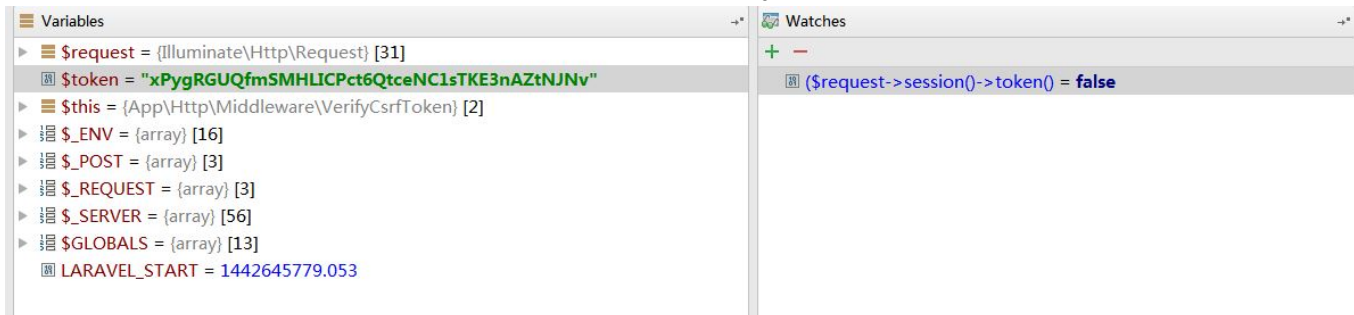 Variables
$request = {Illuminate\Http\Request} [31]
$token = "xPygRGUQfmSMHLICPct6QtceNC1sTKE3nAZtNJNv"
$this = {App\Http\Middleware\VerifyCsrfToken} [2]
$_ENV = {array} [16]
$_POST = {array} [3]
$_REQUEST = {array} [3]
$_SERVER = {array} [56]
$GLOBALS = {array} [13]
LARAVEL_START = 1442645779.053
Watches
($request->session()->token() = false